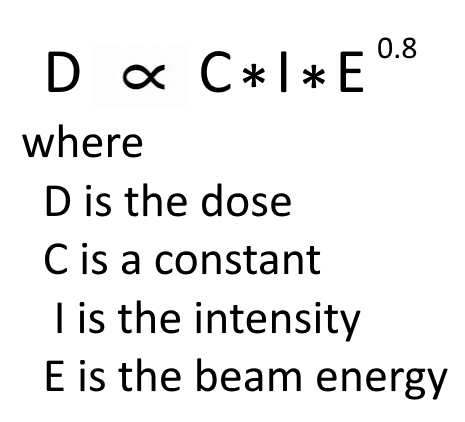 D ∝ C*I*E^0.8
where
D is the dose
C is a constant
I is the intensity
E is the beam energy